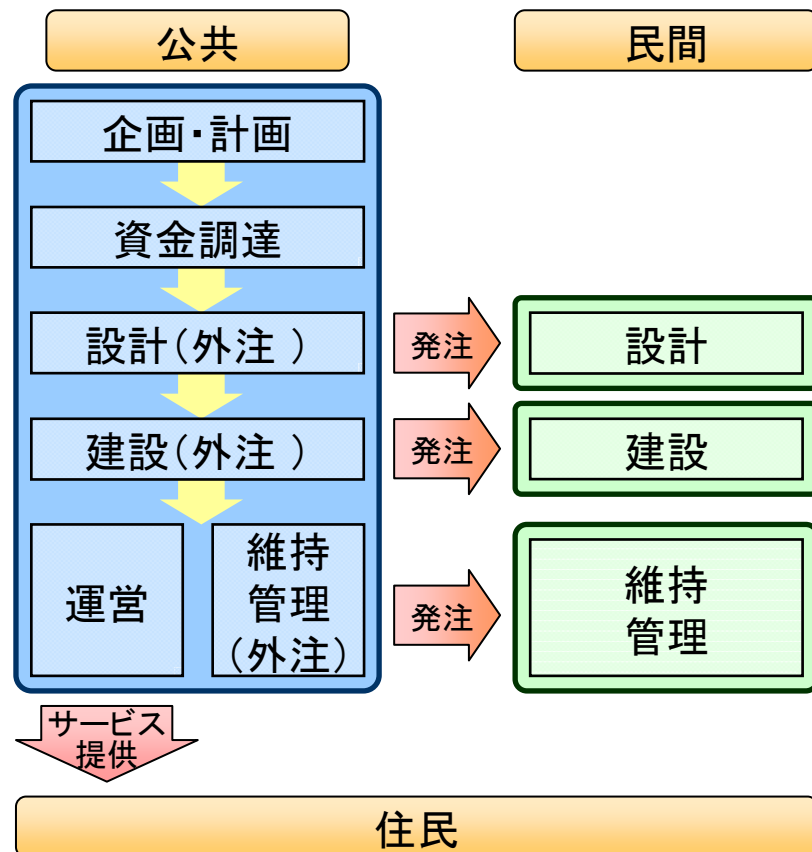 公共
民間
企画・計画
資金調達
設計（外注 ）
発注
設計
建設（外注 ）
発注
建設
運営
維持
管理
（外注）
発注
維持
管理
サービス
提供
住民